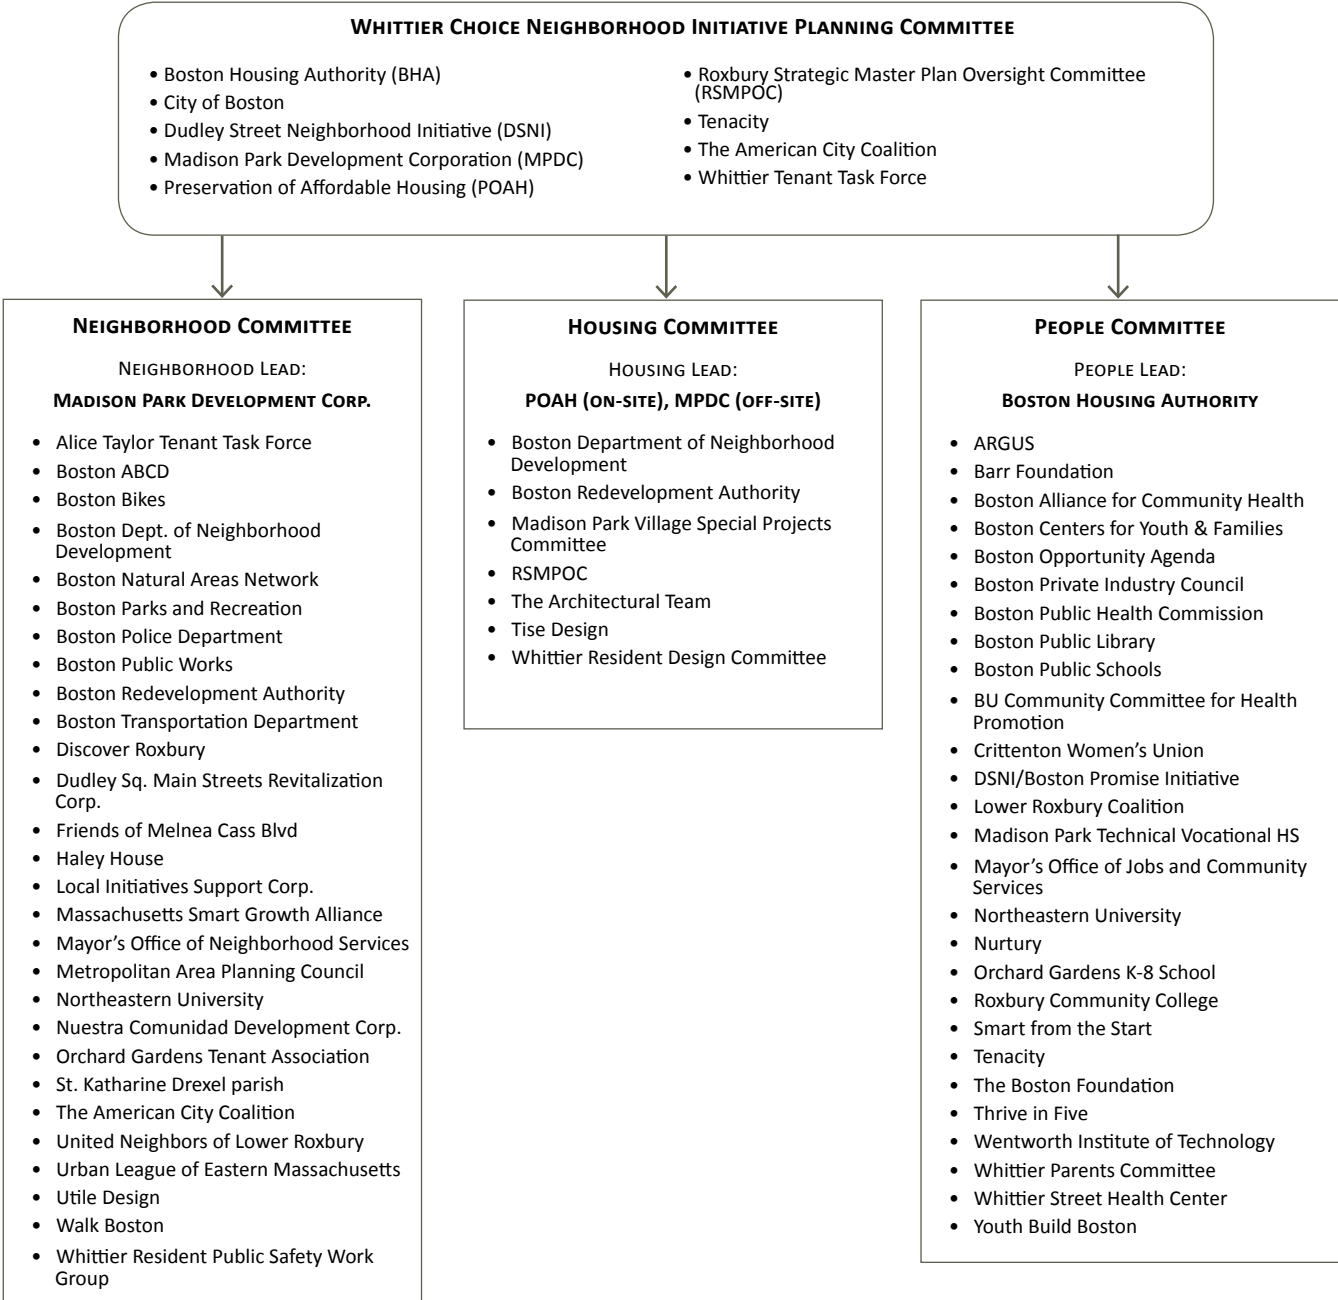 WHITTIER CHOICE NEIGHBORHOOD INITIATIVE PLANNING COMMITTEE
• Boston Housing Authority (BHA)
• City of Boston
• Dudley Street Neighborhood Initiative (DSNI)
• Madison Park Development Corporation (MPDC)
• Preservation of Affordable Housing (POAH)
• Roxbury Strategic Master Plan Oversight Committee
(RSMPOC)
• Tenacity
• The American City Coalition
• Whittier Tenant Task Force
NEIGHBORHOOD COMMITTEE
NEIGHBORHOOD LEAD:
MADISON PARK DEVELOPMENT CORP.
• Alice Taylor Tenant Task Force
• Boston ABCD
• Boston Bikes
• Boston Dept. of Neighborhood
Development
• Boston Natural Areas Network
• Boston Parks and Recreation
• Boston Police Department
• Boston Public Works
• Boston Redevelopment Authority
• Boston Transportation Department
• Discover Roxbury
• Dudley Sq. Main Streets Revitalization
Corp.
• Friends of Melnea Cass Blvd
• Haley House
• Local Initiatives Support Corp.
• Massachusetts Smart Growth Alliance
• Mayor's Office of Neighborhood Services
• Metropolitan Area Planning Council
• Northeastern University
• Nuestra Comunidad Development Corp.
• Orchard Gardens Tenant Association
• St. Katharine Drexel parish
• The American City Coalition
• United Neighbors of Lower Roxbury
• Urban League of Eastern Massachusetts
• Utile Design
• Walk Boston
• Whittier Resident Public Safety Work
Group
HOUSING COMMITTEE
HOUSING LEAD:
POAH (ON-SITE), MPDC (OFF-SITE)
• Boston Department of Neighborhood
Development
• Boston Redevelopment Authority
• Madison Park Village Special Projects
Committee
• RSMPOC
• The Architectural Team
• Tise Design
• Whittier Resident Design Committee
PEOPLE COMMITTEE
PEOPLE LEAD:
BOSTON HOUSING AUTHORITY
• ARGUS
• Barr Foundation
• Boston Alliance for Community Health
• Boston Centers for Youth & Families
• Boston Opportunity Agenda
• Boston Private Industry Council
• Boston Public Health Commission
• Boston Public Library
• Boston Public Schools
• BU Community Committee for Health
Promotion
• Crittenton Women's Union
• DSNI/Boston Promise Initiative
• Lower Roxbury Coalition
• Madison Park Technical Vocational HS
• Mayor's Office of Jobs and Community
Services
• Northeastern University
• Nurtury
• Orchard Gardens K-8 School
• Roxbury Community College
• Smart from the Start
• Tenacity
• The Boston Foundation
• Thrive in Five
• Wentworth Institute of Technology
• Whittier Parents Committee
• Whittier Street Health Center
• Youth Build Boston